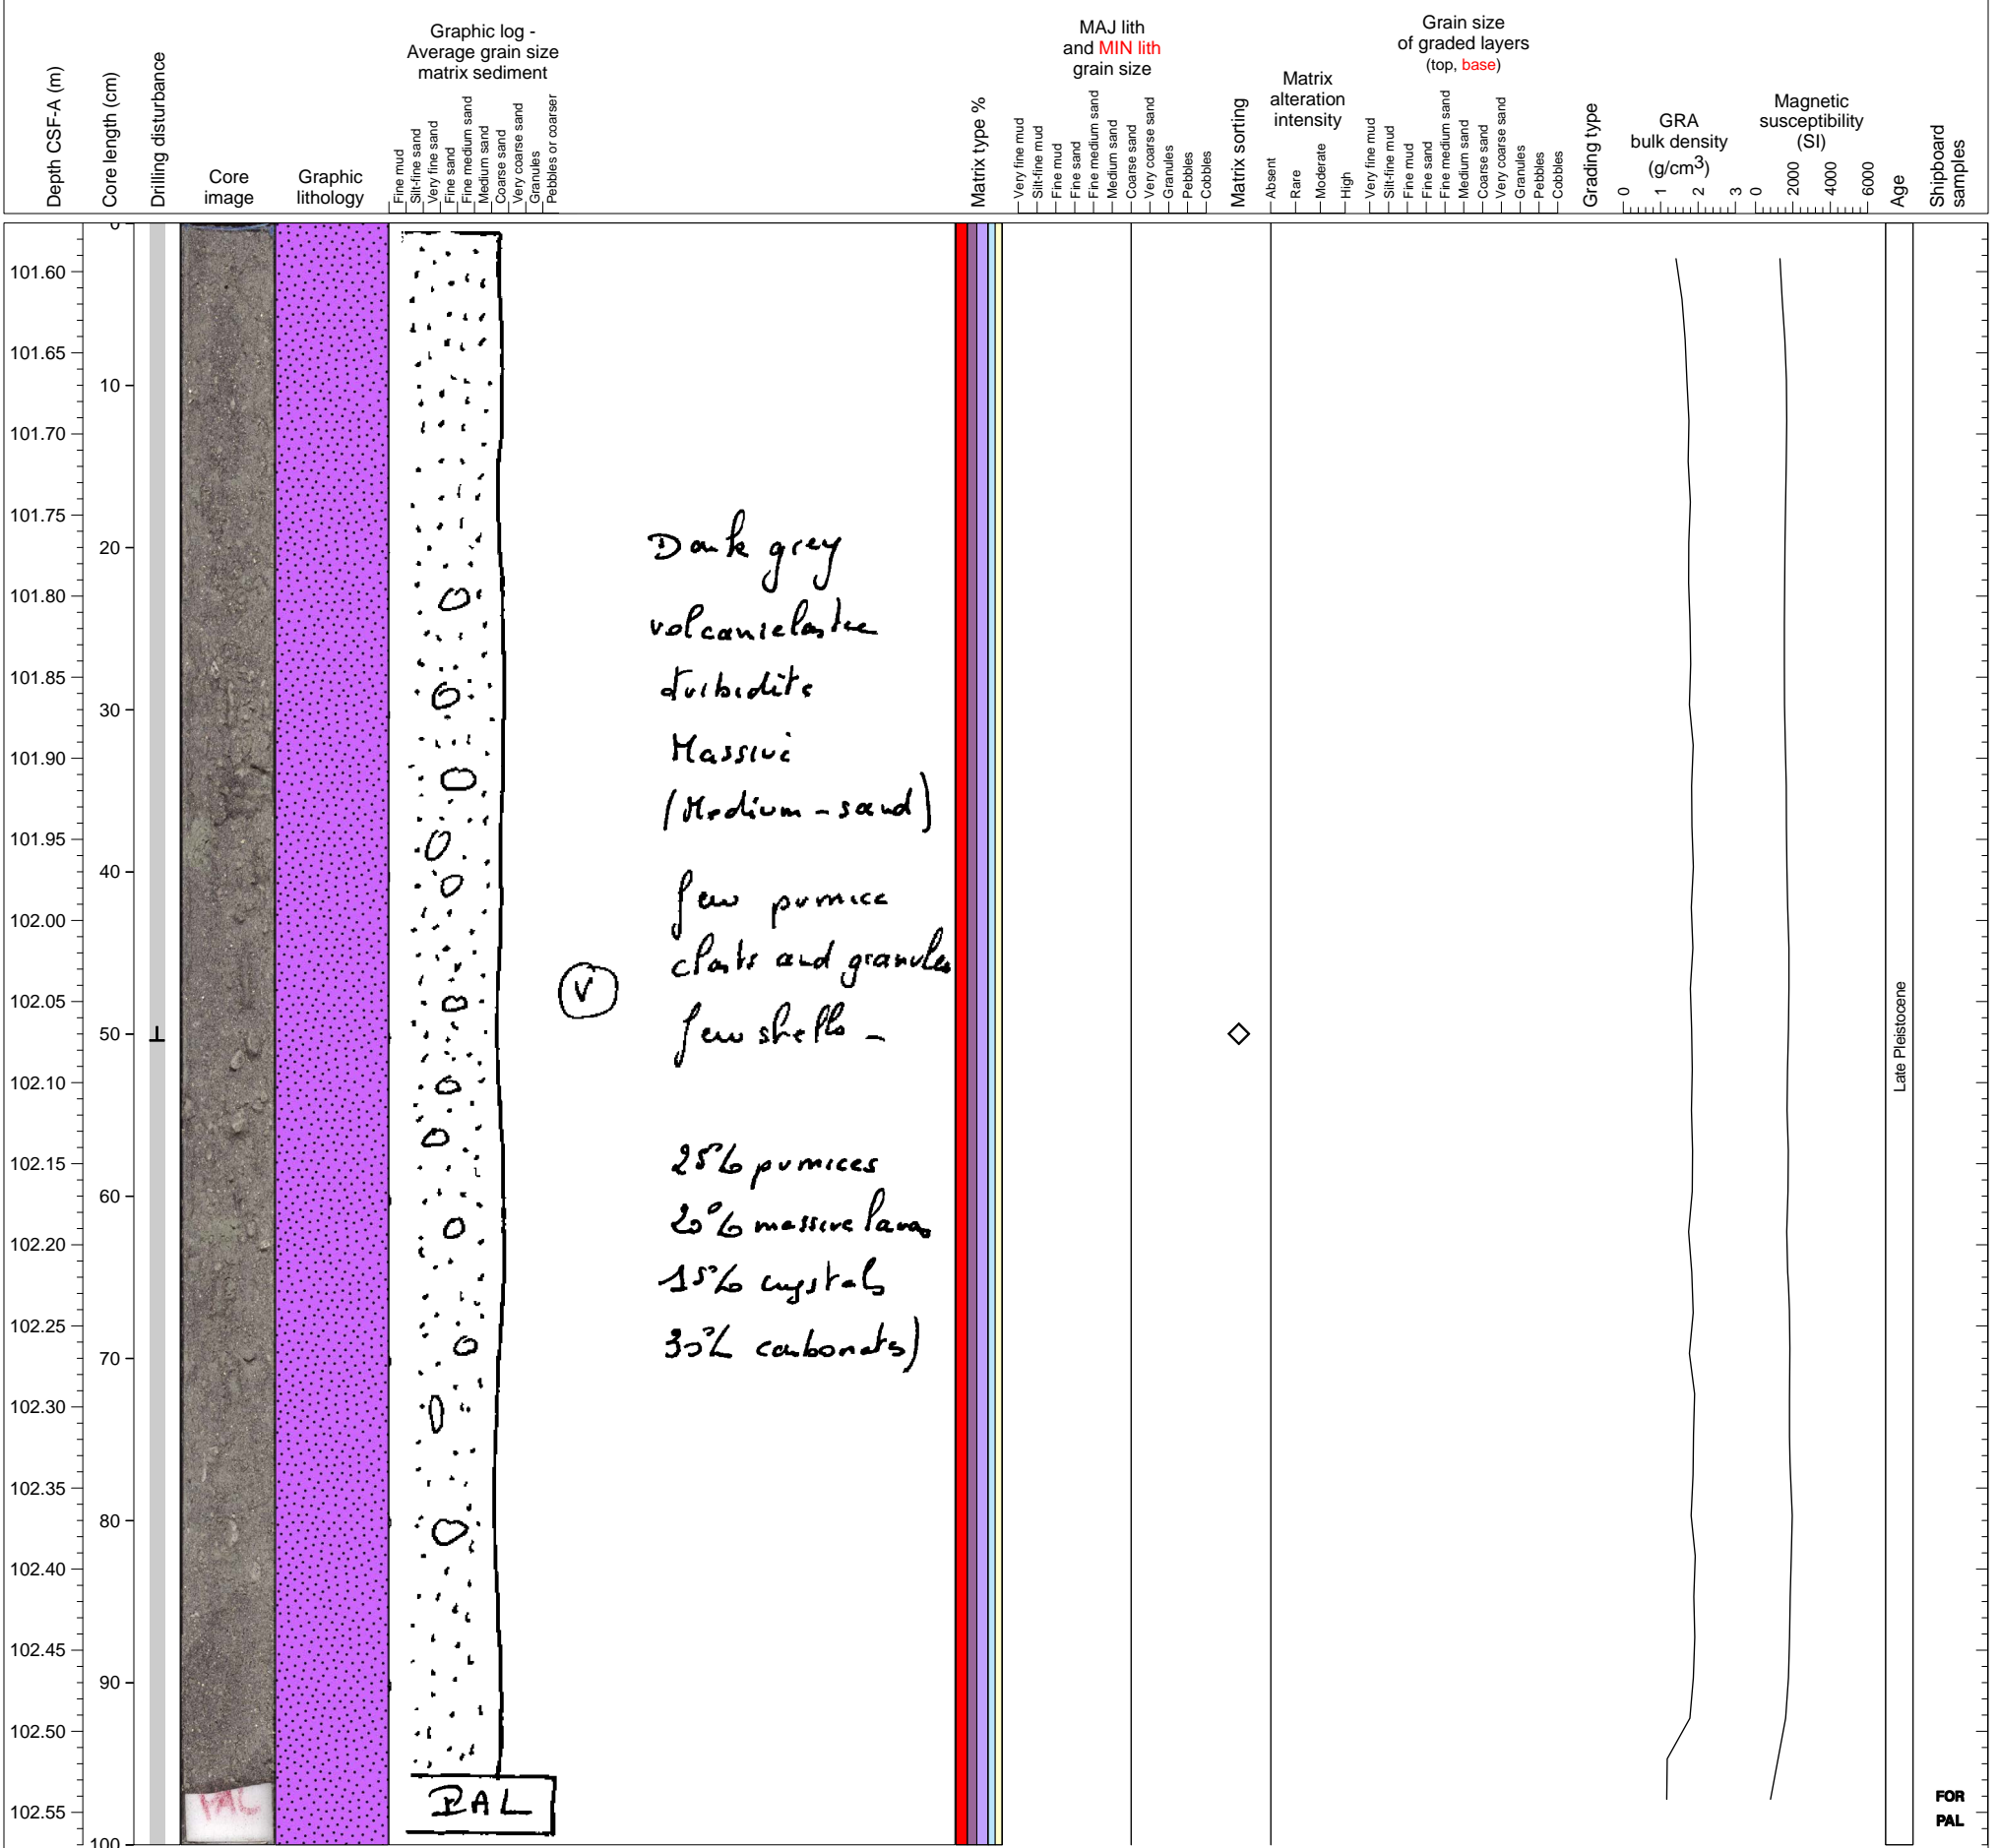 Depth CSF-A (m)
Core length (cm)
Drilling disturbance
Core
image
Graphic
lithology
Graphic log -
Average grain size
matrix sediment
Fine mud
Silt-fine sand
Very fine sand
Fine sand
Fine medium sand
Medium sand
Coarse sand
Very coarse sand
Granules
Pebbles or coarser
Matrix type %
MAJ lith
and MIN lith
grain size
Very fine mud
Silt-fine mud
Fine mud
Fine sand
Fine medium sand
Medium sand
Coarse sand
Very coarse sand
Granules
Pebbles
Cobbles
Matrix sorting
Matrix
alteration
intensity
Absent
Rare
Moderate
High
Grain size
of graded layers
(top, base)
Very fine mud
Silt-fine mud
Fine mud
Fine sand
Fine medium sand
Medium sand
Coarse sand
Very coarse sand
Granules
Pebbles
Cobbles
Grading type
GRA
bulk density
(g/cm3)
0 1 2 3
Magnetic
susceptibility
(SI)
0 2000 4000 6000
Age
Shipboard
samples
0
101.60
101.65
10
101.70
101.75
20
101.80
101.85
30
101.90
101.95
40
102.00
102.05
50
102.10
102.15
60
102.20
102.25
70
102.30
102.35
80
102.40
102.45
90
102.50
102.55
100
Dark grey
volcaniclastic
turbidite
Massive
(Medium - sand)
few pumice
clasts and granules
V
few shells -
25% pumices
20% massive lavas
15% crystals
30% carbonats)
PAL
Late Pleistocene
FOR
PAL